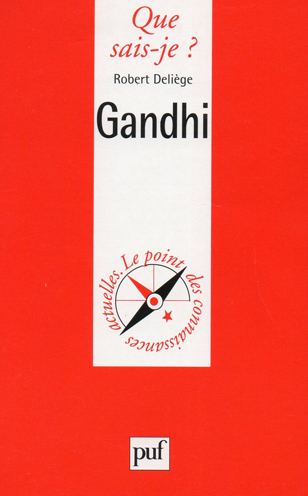 Que
sais-je ?
Robert Deliège
Gandhi
Le point des connaissances actuelles.
puf